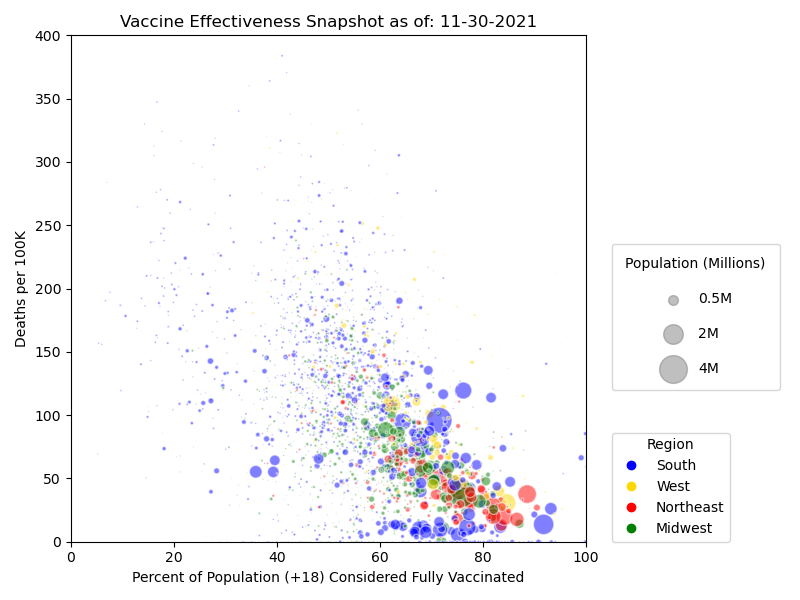 Vaccine Effectiveness Snapshot as of: 11-30-2021
400
350
300
250
200
150
100
50
0
Deaths per 100K
0 20 40 60 80 100
Percent of Population (+18) Considered Fully Vaccinated
Population (Millions)
0.5M
2M
4M
Region
South
West
Northeast
Midwest